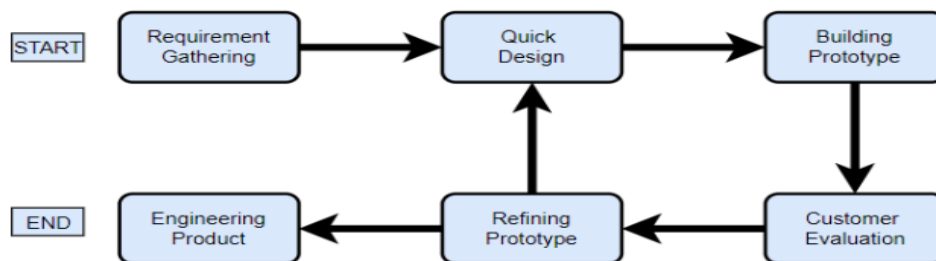 START
Requirement
Gathering
Quick
Design
Building
Prototype
END
Engineering
Product
Refining
Prototype
Customer
Evaluation